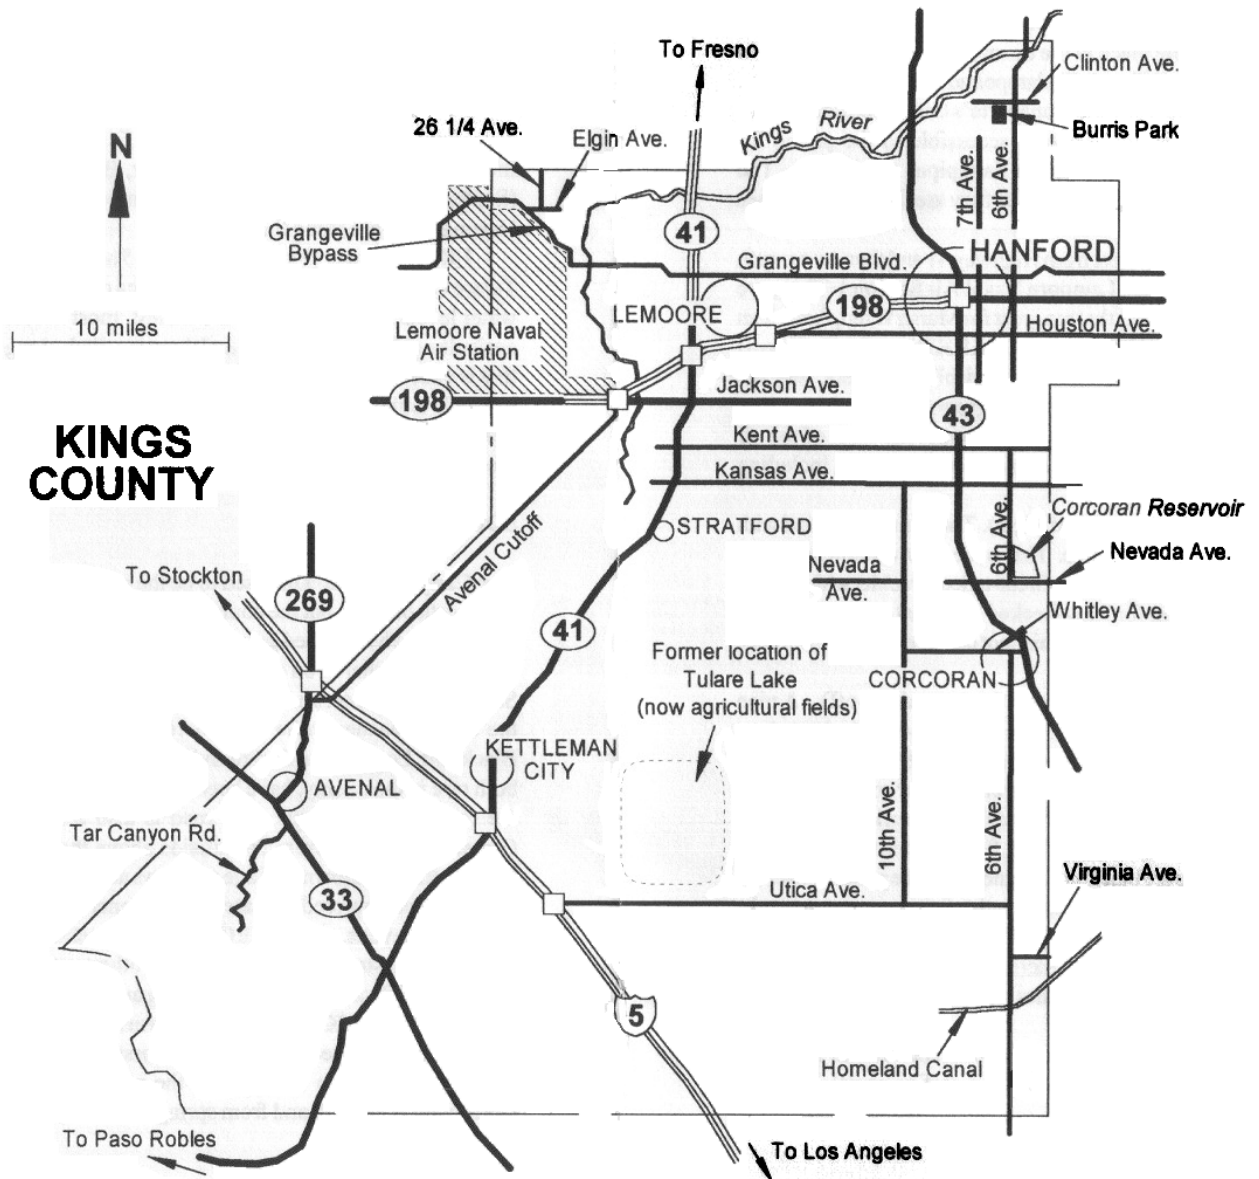 To Fresno
Clinton Ave.
Burris Park
Kings River
26 1/4 Ave.
Elgin Ave.
N
7th Ave.
6th Ave.
Grangeville
Bypass
41
HANFORD
Grangeville Blvd.
LEMOORE
198
Houston Ave.
10 miles
Lemoore Naval
Air Station
Jackson Ave.
198
43
KINGS
COUNTY
Kent Ave.
Kansas Ave.
Corcoran Reservoir
STRATFORD
6th Ave.
Nevada Ave.
Avenal Cutoff
Nevada
Ave.
To Stockton
269
Whitley Ave.
41
Former location of
Tulare Lake
(now agricultural fields)
CORCORAN
KETTLEMAN
CITY
AVENAL
Tar Canyon Rd.
10th Ave.
6th Ave.
33
Utica Ave.
Virginia Ave.
5
Homeland Canal
To Paso Robles
To Los Angeles